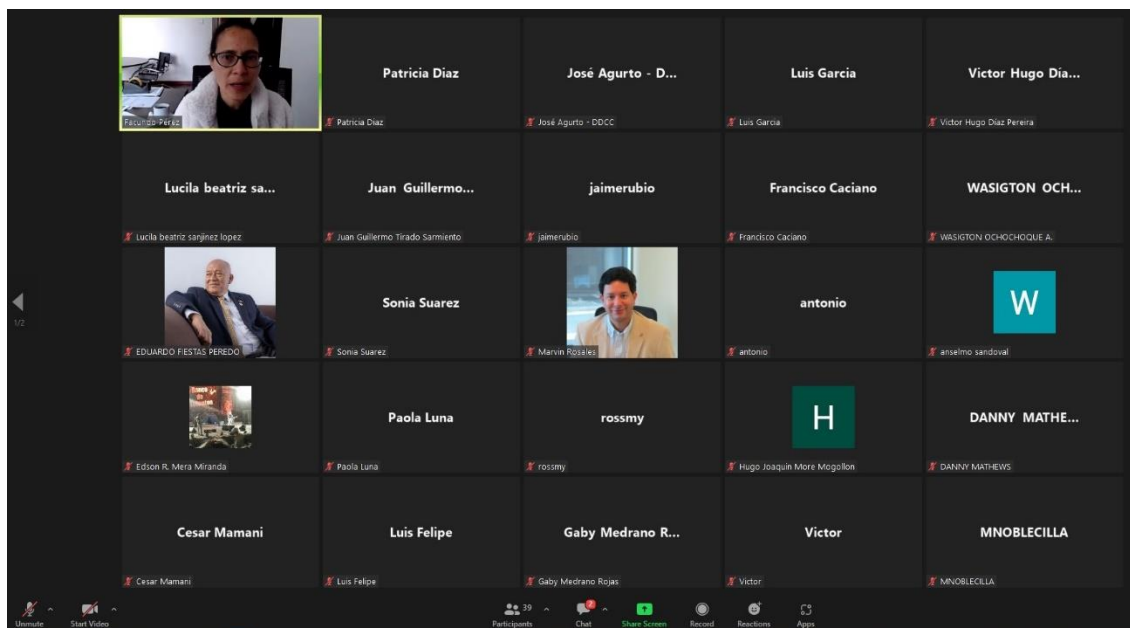 Facundo Pérez
Patricia Diaz
Patricia Diaz
José Agurto - D...
José Agurto - DDCC
Luis Garcia
Luis Garcia
Victor Hugo Día...
Victor Hugo Díaz Pereira
Lucila beatriz sa...
Lucila beatriz sanjinez lopez
Juan Guillermo...
Juan Guillermo Tirado Sarmiento
jaimerubio
jaimerubio
Francisco Caciano
Francisco Caciano
WASIGTON OCH...
WASIGTON OCHOCHOQUE A.
1/2
EDUARDO FIESTAS PEREDO
Sonia Suarez
Sonia Suarez
Marvin Rosales
antonio
antonio
W
anselmo sandoval
Edson R. Mera Miranda
Paola Luna
Paola Luna
rossmy
rossmy
H
Hugo Joaquin More Mogollon
DANNY MATHE...
DANNY MATHEWS
Cesar Mamani
Cesar Mamani
Luis Felipe
Luis Felipe
Gaby Medrano R...
Gaby Medrano Rojas
Victor
Victor
MNOBLECILLA
MNOBLECILLA
Unmute
Start Video
39
Participants
2
Chat
Share Screen
Record
Reactions
Apps